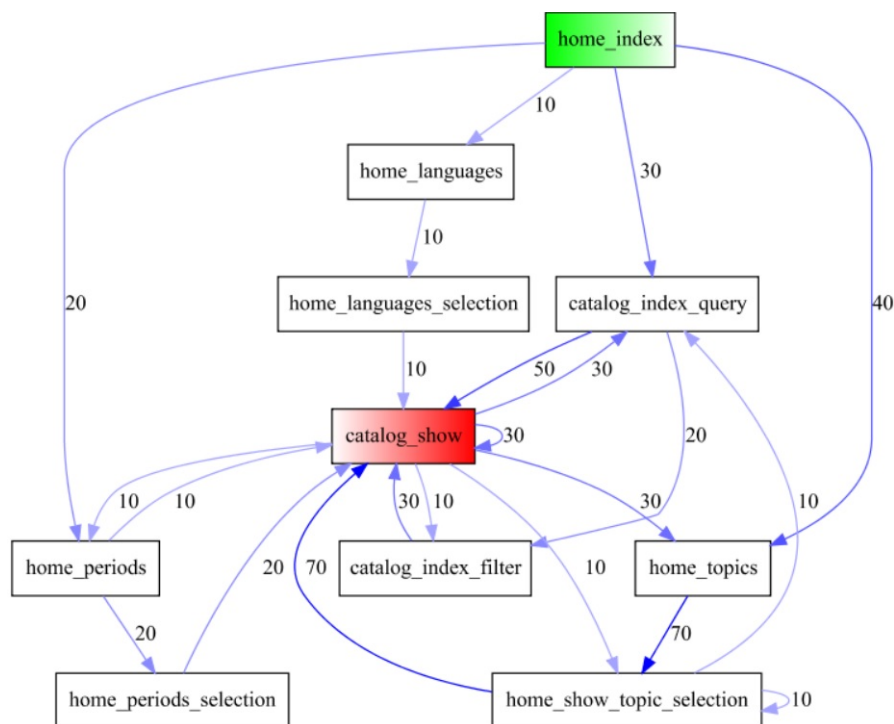 home_index
10
home_languages
30
10
20
home_languages_selection
catalog_index_query
40
10
50
30
catalog_show
30
20
10
10
10
30
30
10
home_periods
catalog_index_filter
home_topics
20
70
10
20
70
home_periods_selection
home_show_topic_selection
10